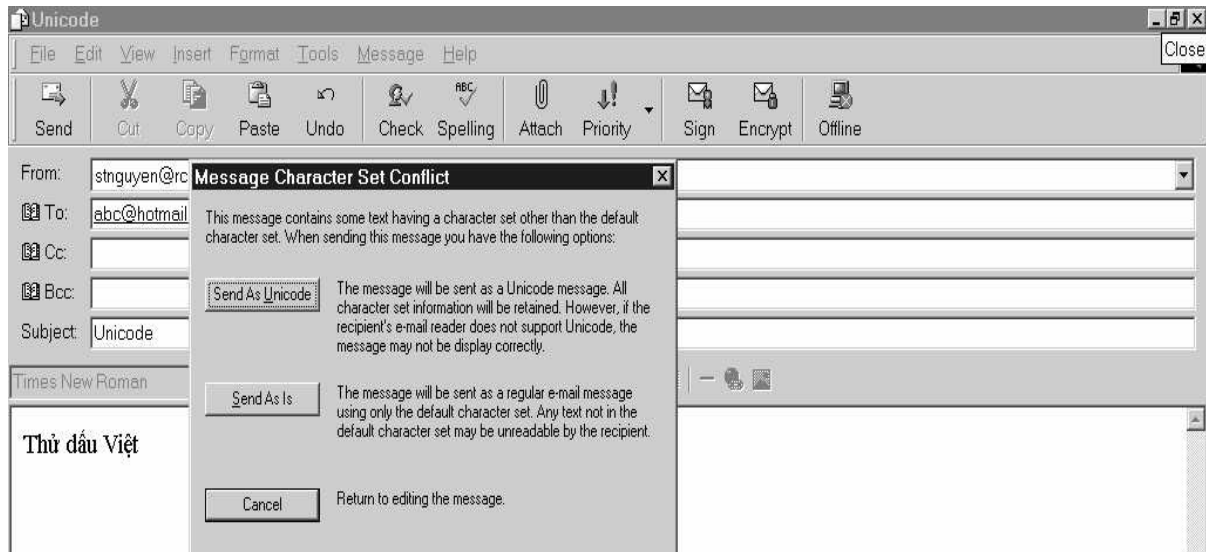 Unicode
Close
File Edit View Insert Format Tools Message Help
Send Cut Copy Paste Undo Check Spelling Attach Priority Sign Encrypt Offline
ABC
From: stnguyen@rc
To: abc@hotmail
Cc:
Bcc:
Subject: Unicode
Times New Roman
Thử dấu Việt
Message Character Set Conflict
This message contains some text having a character set other than the default
character set. When sending this message you have the following options:
Send As Unicode
The message will be sent as a Unicode message. All
character set information will be retained. However, if the
recipient's e-mail reader does not support Unicode, the
message may not be display correctly.
Send As Is
The message will be sent as a regular e-mail message
using only the default character set. Any text not in the
default character set may be unreadable by the recipient.
Cancel
Return to editing the message.